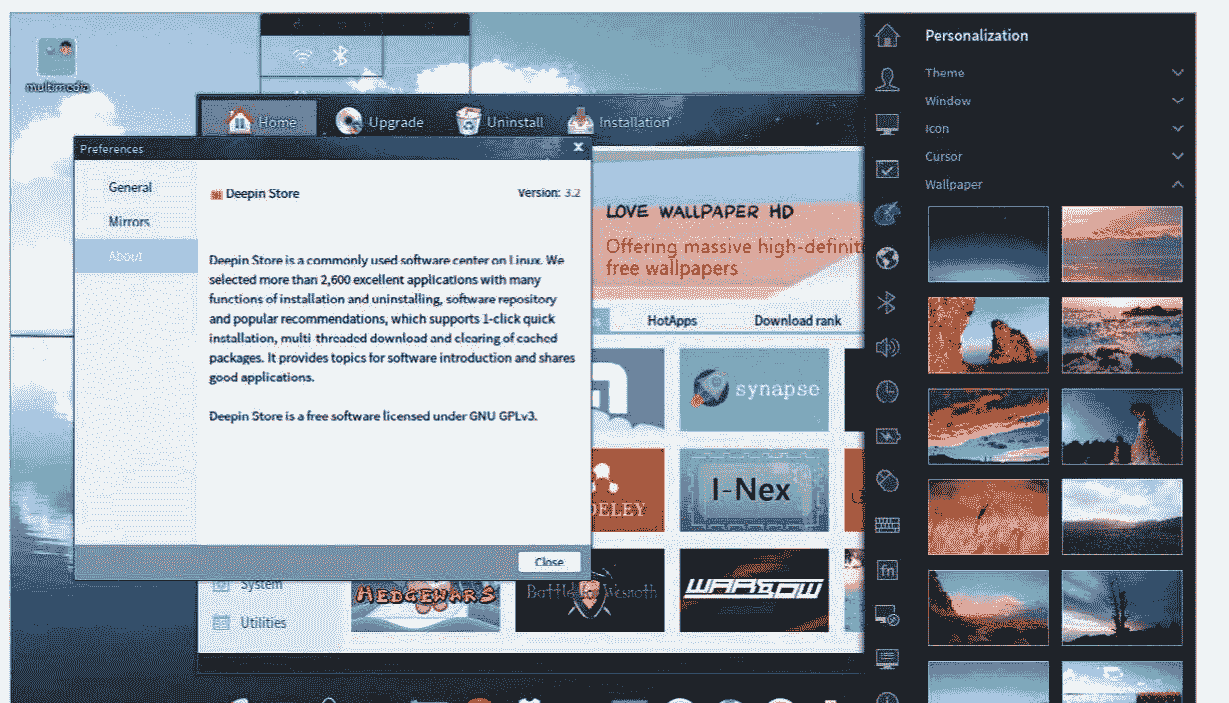 multimedia
Home
Upgrade
Uninstall
Installation
Preferences
General
Mirrors
About
Deepin Store
Version: 3.2
Deepin Store is a commonly used software center on Linux. We
selected more than 2,600 excellent applications with many
functions of installation and uninstalling, software repository
and popular recommendations, which supports 1-click quick
installation, multi-threaded download and clearing of cached
packages. It provides topics for software introduction and shares
good applications.
Deepin Store is a free software licensed under GNU GPLv3.
Close
LOVE WALLPAPER HD
Offering massive high-definiti
free wallpapers
HotApps
Download rank
synapse
DELEY
I-Nex
System
Utilities
HEDGEWARS
Battle for Wesnoth
WARSOW
Personalization
Theme
Window
Icon
Cursor
Wallpaper
fn